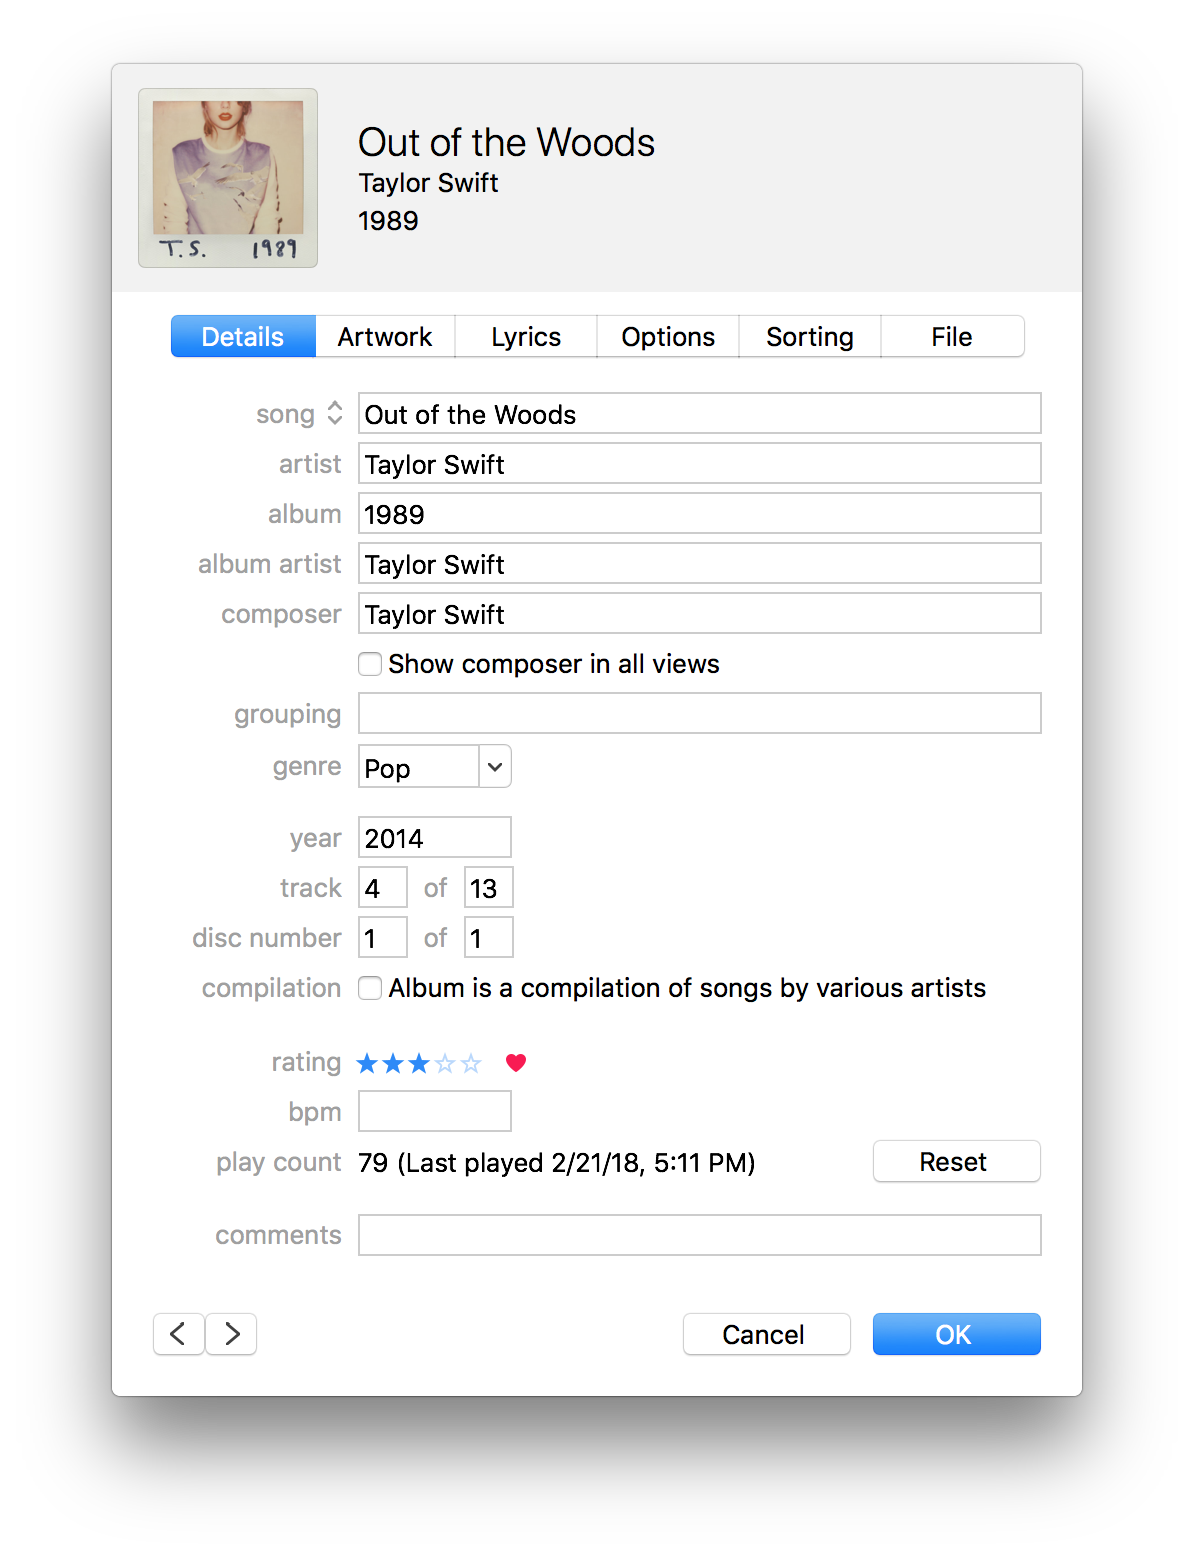 T.S. 1989
Out of the Woods
Taylor Swift
1989
Details Artwork Lyrics Options Sorting File
song Out of the Woods
artist Taylor Swift
album 1989
album artist Taylor Swift
composer Taylor Swift
Show composer in all views
grouping
genre Pop
year 2014
track 4 of 13
disc number 1 of 1
compilation Album is a compilation of songs by various artists
rating
bpm
play count 79 (Last played 2/21/18, 5:11 PM) Reset
comments
Cancel OK